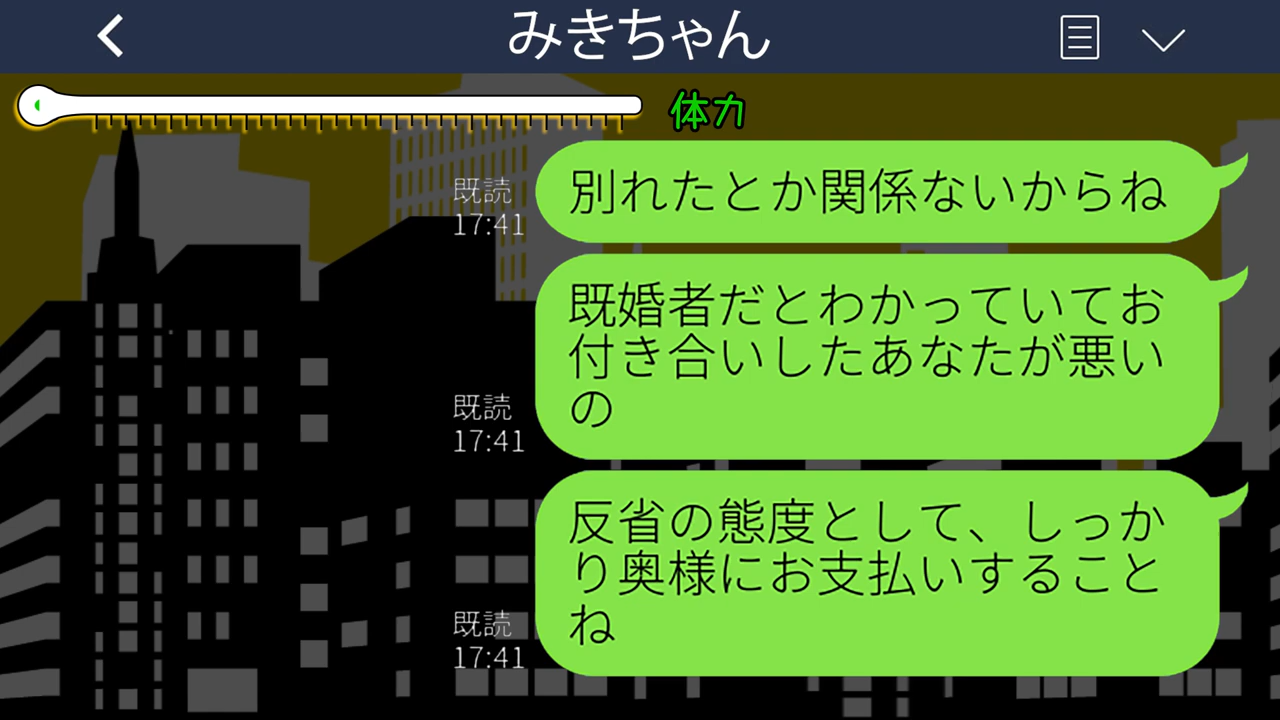 みきちゃん
体力
別れたとか関係ないからね
既読
17:41
既婚者だとわかっていてお
付き合いしたあなたが悪い
の
既読
17:41
反省の態度として、しっか
り奥様にお支払いすること
ね
既読
17:41